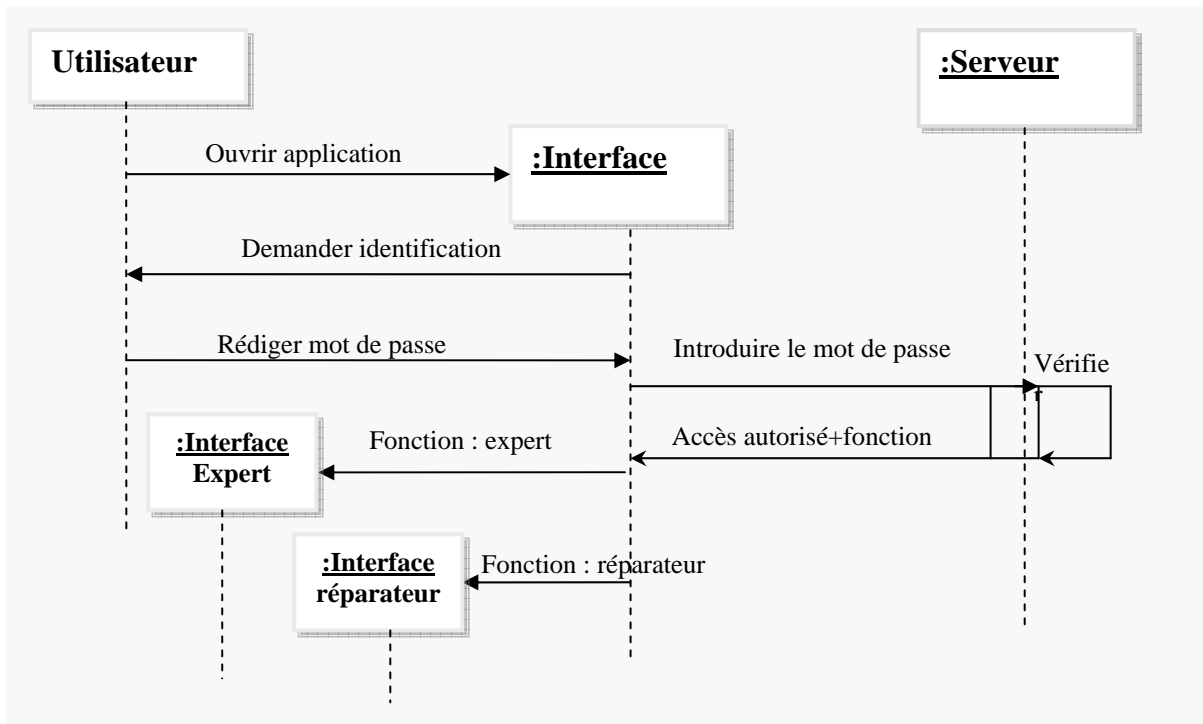 Utilisateur
:Serveur
Ouvrir application
:Interface
Demander identification
Rédiger mot de passe
Introduire le mot de passe
Vérifie
r
Accès autorisé+fonction
Fonction : expert
:Interface
Expert
:Interface
réparateur
Fonction : réparateur